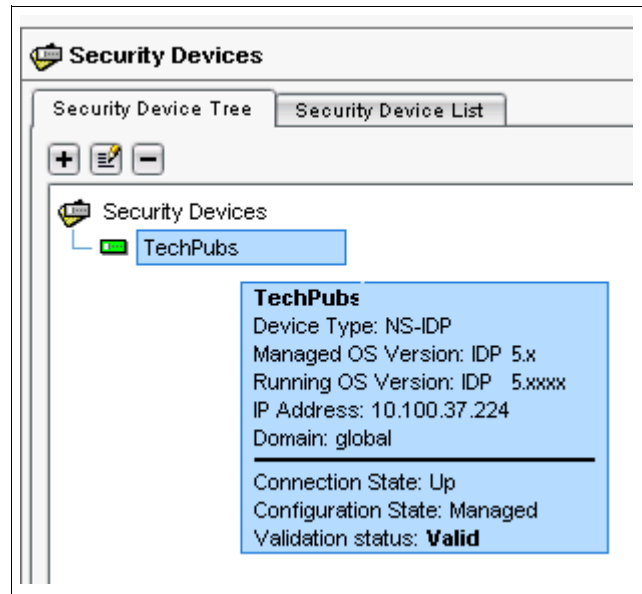 Security Devices
Security Device Tree Security Device List
Security Devices
TechPubs
TechPubs
Device Type: NS-IDP
Managed OS Version: IDP 5.x
Running OS Version: IDP 5.xxxx
IP Address: 10.100.37.224
Domain: global
Connection State: Up
Configuration State: Managed
Validation status: Valid